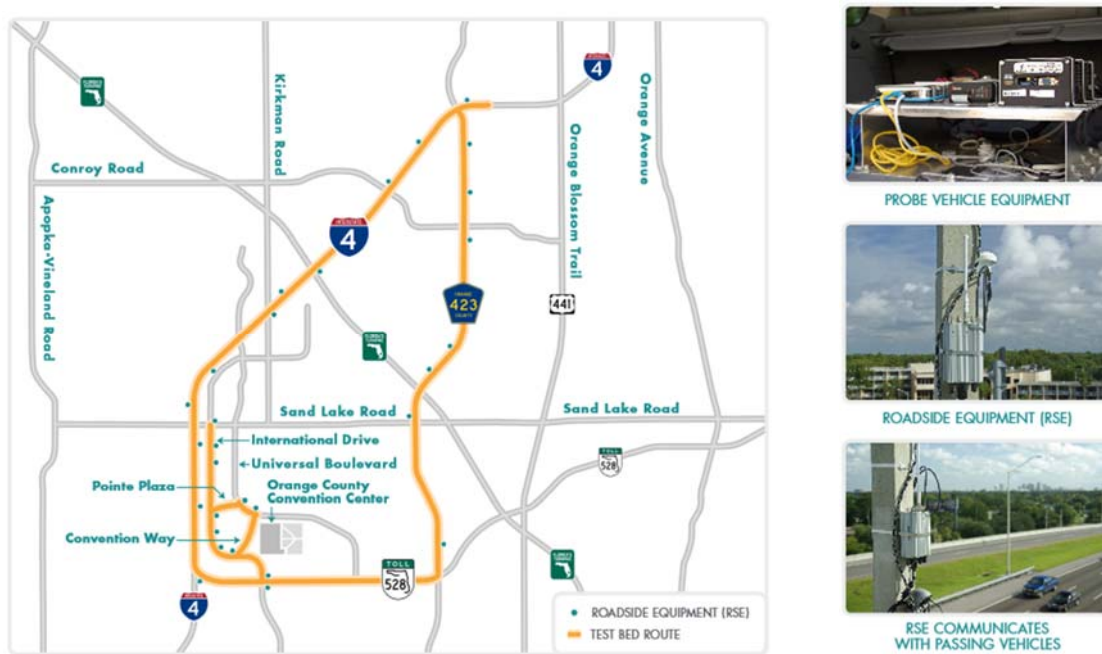 4
Kirkman Road
Orange Avenue
Orange Blossom Trail
Conroy Road
4
Apopka-Vineland Road
423
441
Sand Lake Road
Sand Lake Road
International Drive
Universal Boulevard
TOLL
528
Pointe Plaza
Orange County
Convention Center
Convention Way
TOLL
528
4
ROADSIDE EQUIPMENT (RSE)
TEST BED ROUTE
PROBE VEHICLE EQUIPMENT
ROADSIDE EQUIPMENT (RSE)
RSE COMMUNICATES
WITH PASSING VEHICLES